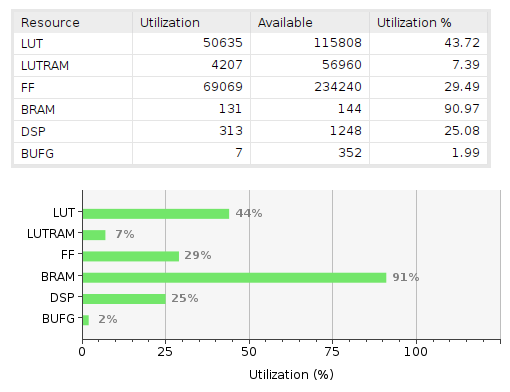 Resource Utilization Available Utilization %
LUT 50635 115808 43.72
LUTRAM 4207 56960 7.39
FF 69069 234240 29.49
BRAM 131 144 90.97
DSP 313 1248 25.08
BUFG 7 352 1.99
LUT 44%
LUTRAM 7%
FF 29%
BRAM 91%
DSP 25%
BUFG 2%
0 25 50 75 100
Utilization (%)